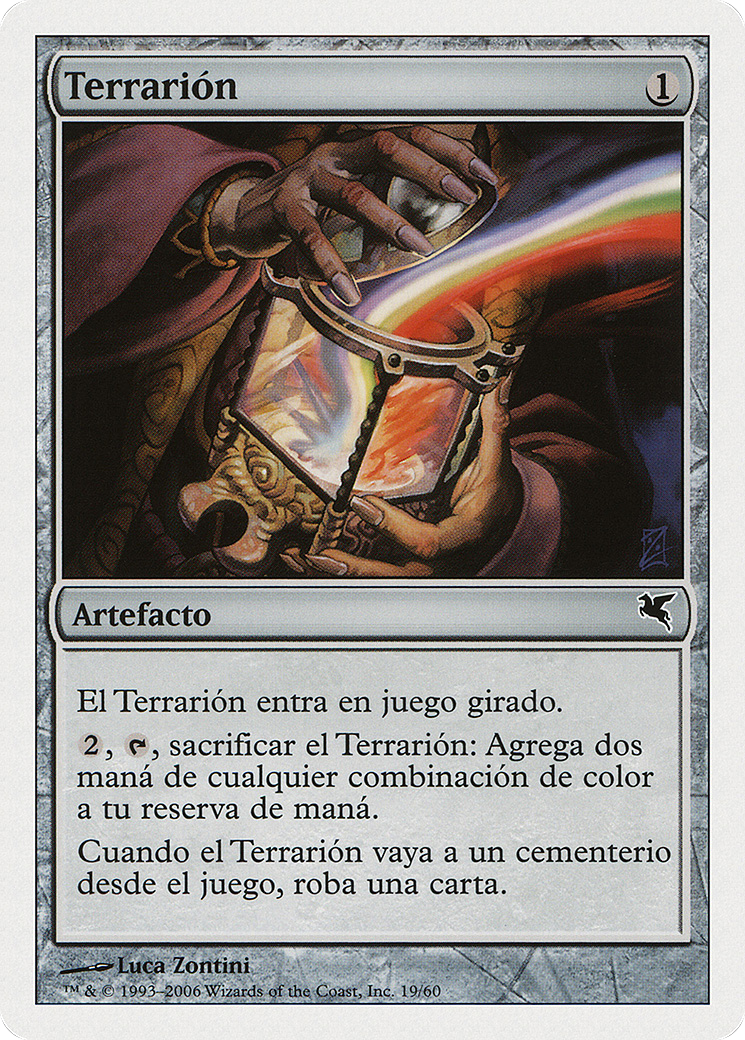 Terrarión
1
Artefacto
El Terrarión entra en juego girado.
2, , sacrificar el Terrarión: Agrega dos
maná de cualquier combinación de color
a tu reserva de maná.
Cuando el Terrarión vaya a un cementerio
desde el juego, roba una carta.
Luca Zontini
™ & © 1993–2006 Wizards of the Coast, Inc. 19/60